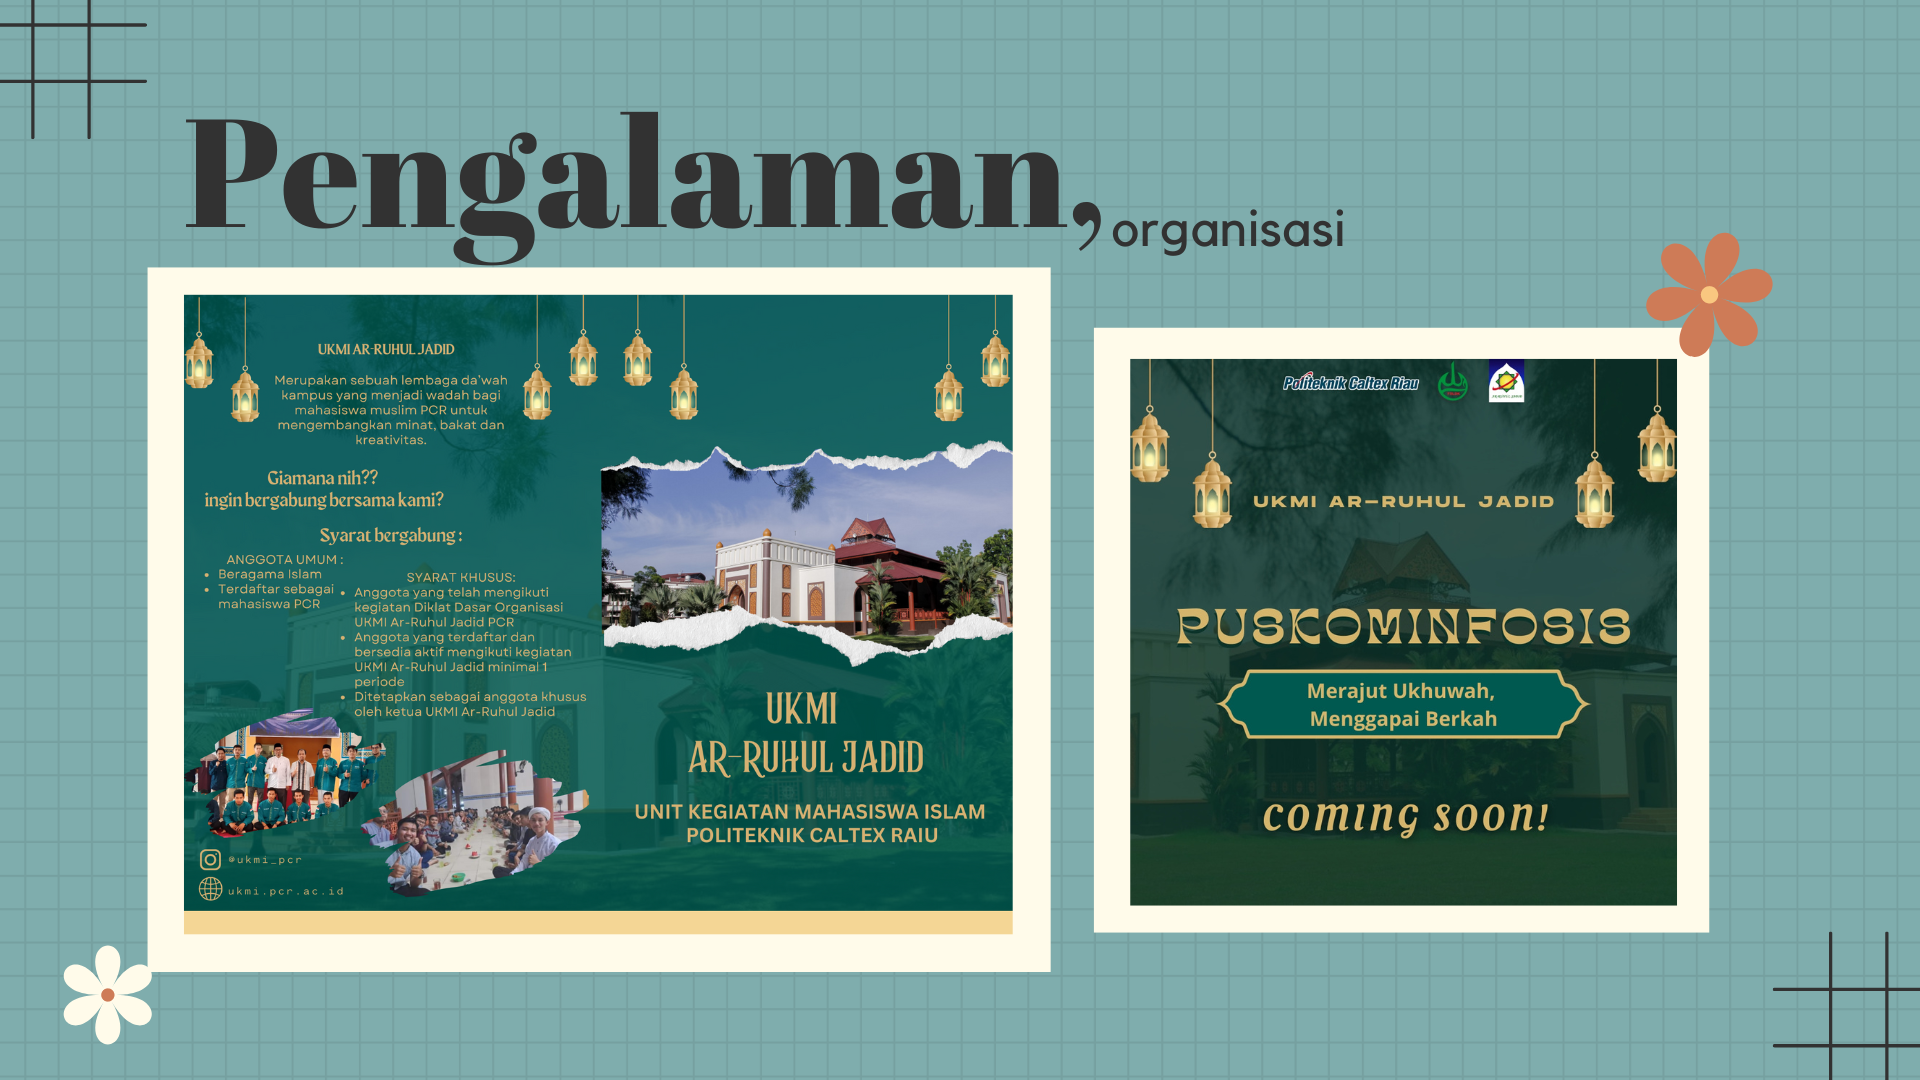 Pengalaman,
organisasi
UKMI AR-RUHUL JADID
Merupakan sebuah lembaga da'wah
kampus yang menjadi wadah bagi
mahasiswa muslim PCR untuk
mengembangkan minat, bakat dan
kreativitas.
Giamana nih??
ingin bergabung bersama kami?
Syarat bergabung :
ANGGOTA UMUM :
• Beragama Islam
• Terdaftar sebagai
mahasiswa PCR
SYARAT KHUSUS:
• Anggota yang telah mengikuti
kegiatan Diklat Dasar Organisasi
UKMI Ar-Ruhul Jadid PCR
• Anggota yang terdaftar dan
bersedia aktif mengikuti kegiatan
UKMI Ar-Ruhul Jadid minimal 1
periode
• Ditetapkan sebagai anggota khusus
oleh ketua UKMI Ar-Ruhul Jadid
@ukmi_pcr
ukmi.pcr.ac.id
UKMI
AR-RUHUL JADID
UNIT KEGIATAN MAHASISWA ISLAM
POLITEKNIK CALTEX RAIU
Politeknik Caltex Riau
UKMI AR-RUHUL JADID
PUSKOMINFOSIS
Merajut Ukhuwah,
Menggapai Berkah
coming soon!